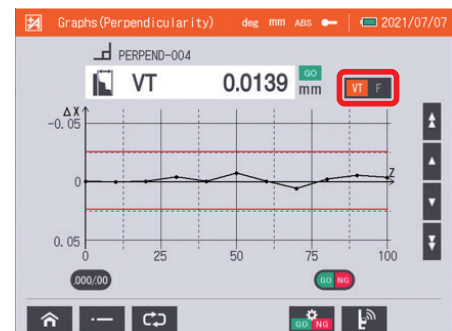 Graphs(Perpendicularity) deg mm ABS 2021/07/07
PERPEND-004
VT 0.0139 GO mm VT F
ΔX
-0.05
0
Z
0.05
0 25 50 75 100
.000/.00 GO NG
GO NG